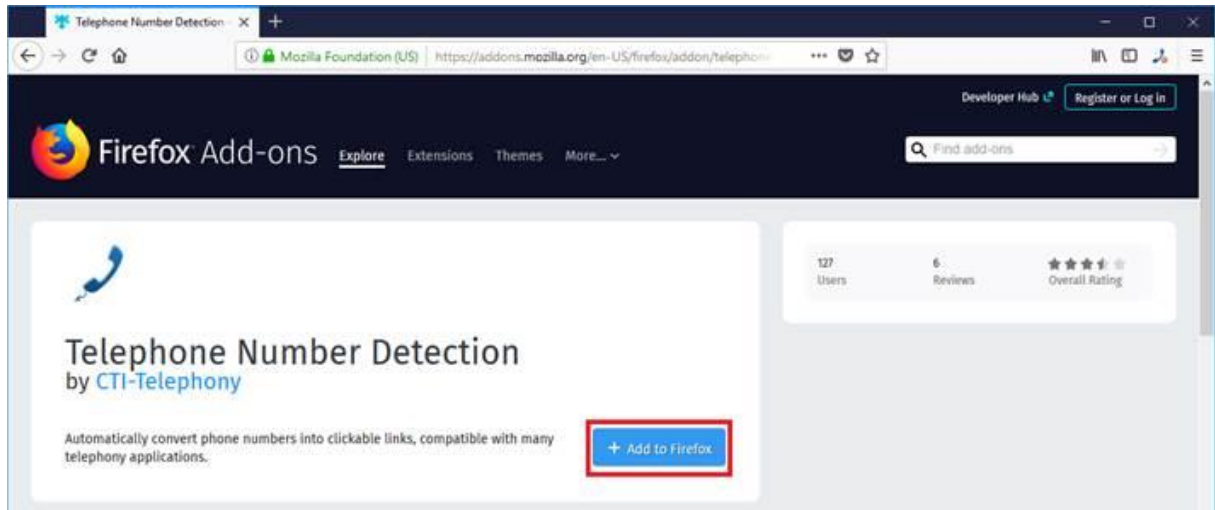 Telephone Number Detection
Mozilla Foundation (US) https://addons.mozilla.org/en-US/firefox/addon/telephon
Developer Hub Register or Log in
Firefox Add-ons Explore Extensions Themes More...
Find add-ons
127 6
Users Reviews Overall Rating
Telephone Number Detection
by CTI-Telephony
Automatically convert phone numbers into clickable links, compatible with many
telephony applications.
+ Add to Firefox